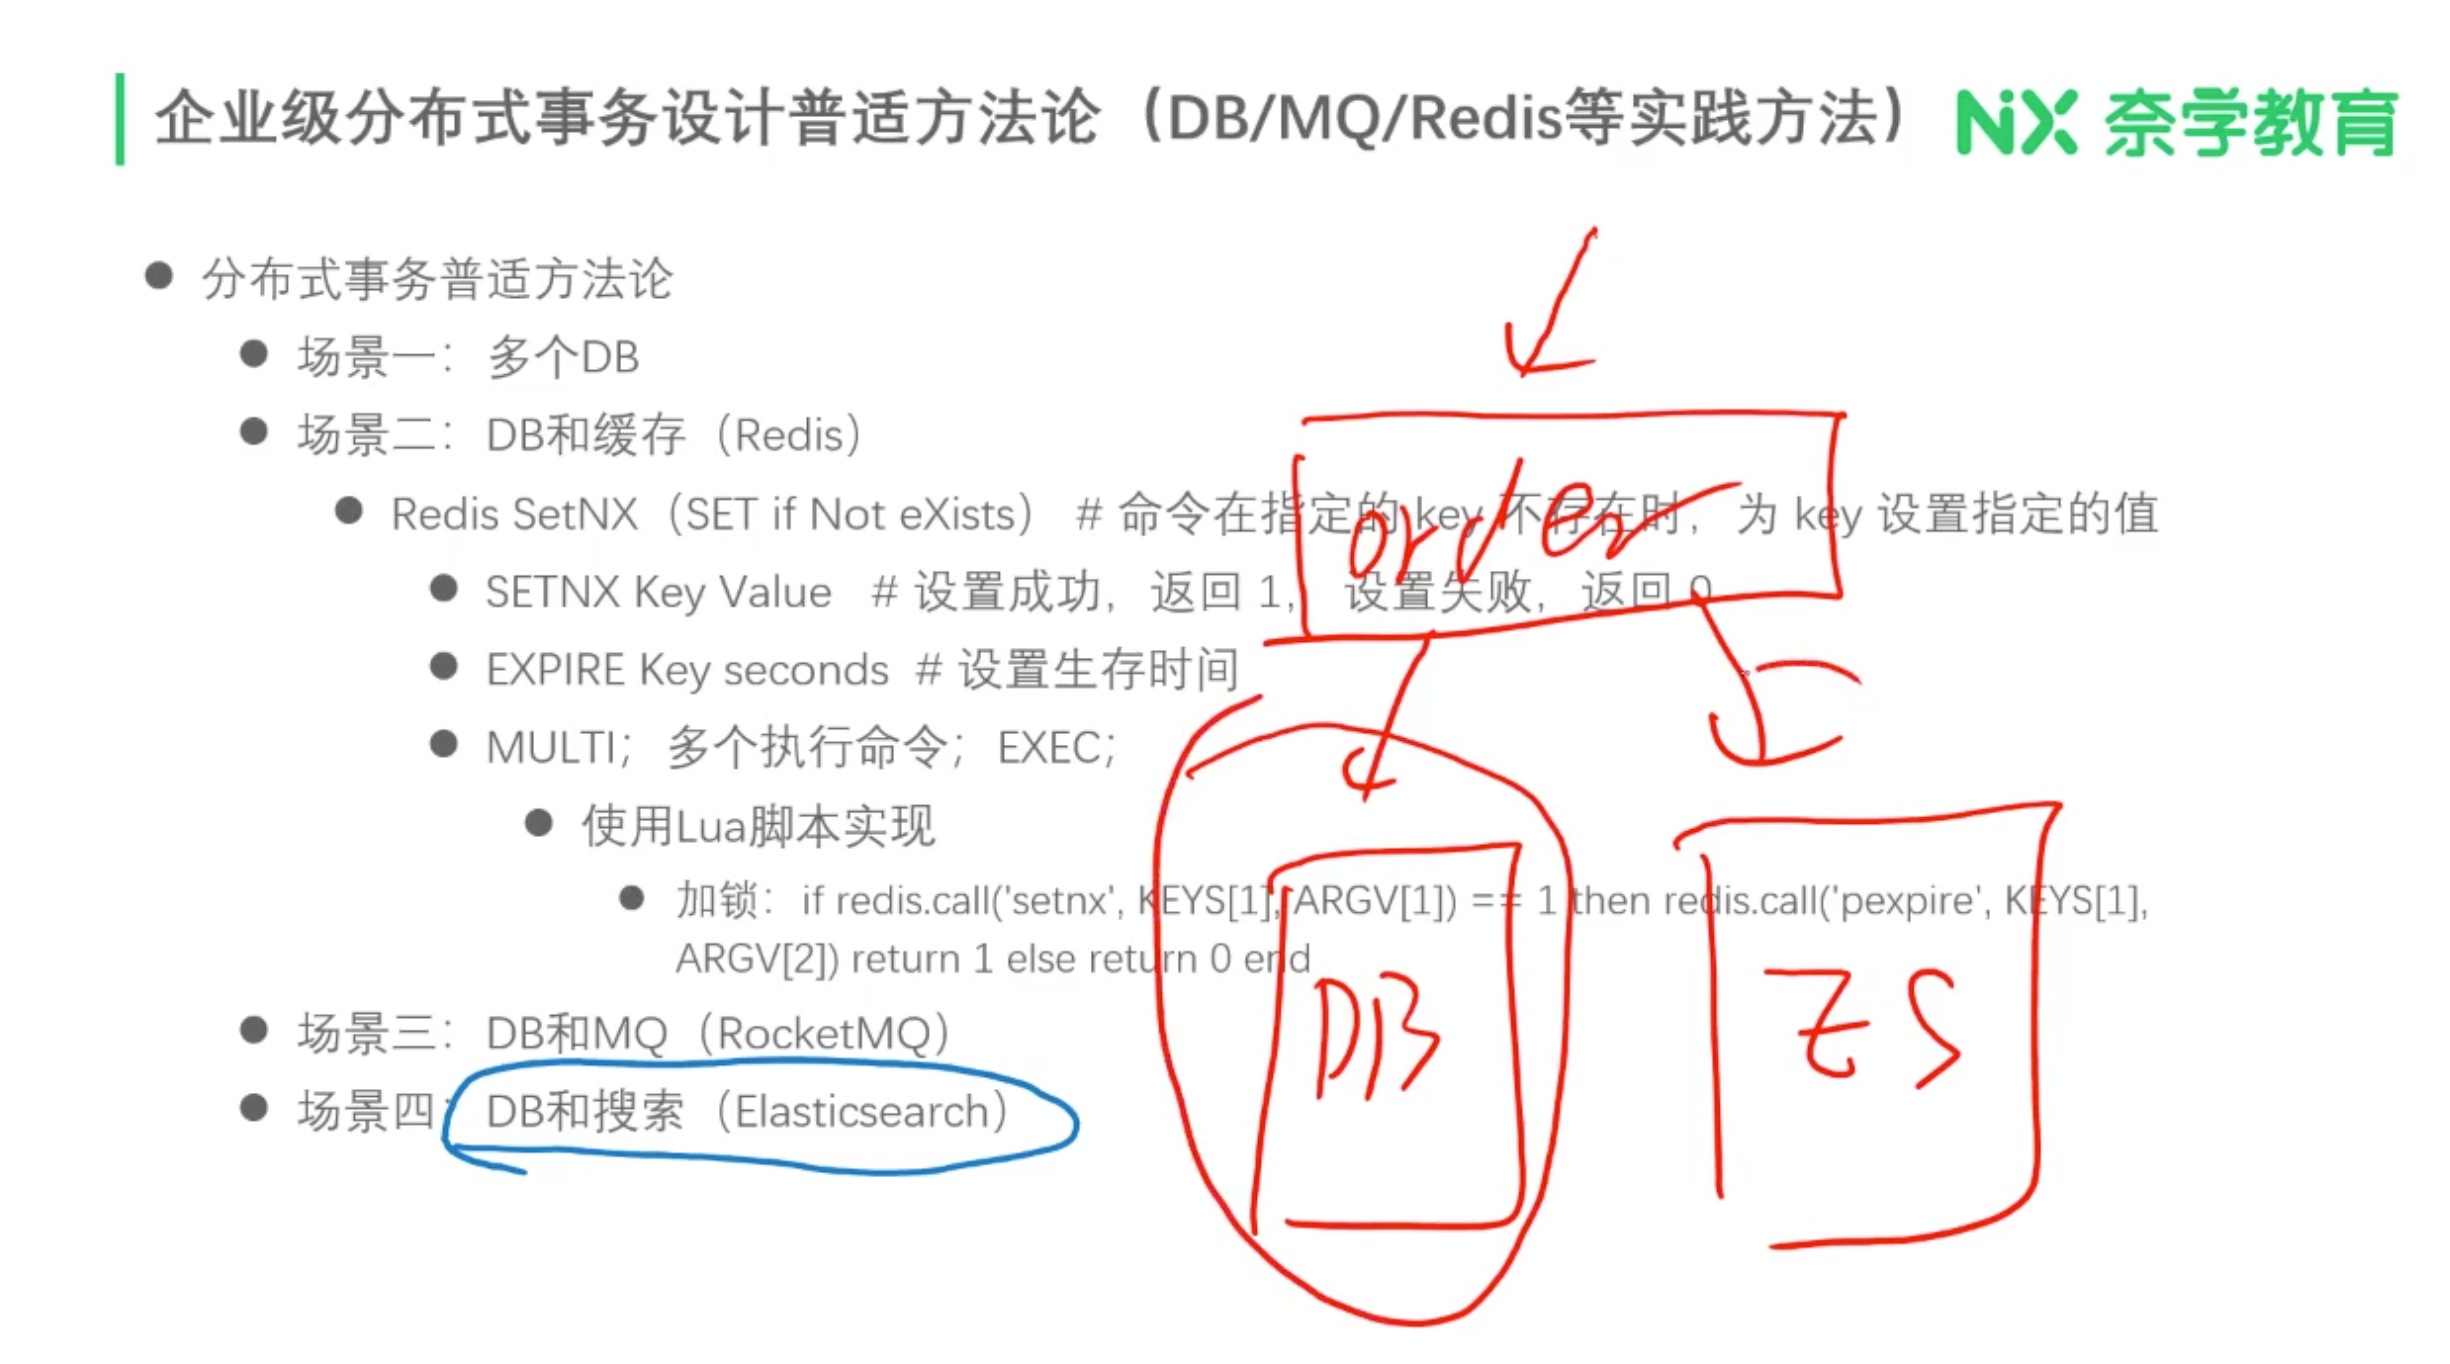 企业级分布式事务设计普适方法论（DB/MQ/Redis等实践方法）
NX 奈学教育
分布式事务普适方法论
场景一：多个DB
场景二：DB和缓存（Redis）
Redis SetNX（SET if Not eXists） # 命令在指定的 key 不存在时，为 key 设置指定的值
order
SETNX Key Value # 设置成功，返回 1， 设置失败，返回 0
EXPIRE Key seconds # 设置生存时间
MULTI；多个执行命令；EXEC；
使用Lua脚本实现
加锁：if redis.call('setnx', KEYS[1], ARGV[1]) == 1 then redis.call('pexpire', KEYS[1],
ARGV[2]) return 1 else return 0 end
DB
ES
场景三：DB和MQ（RocketMQ）
场景四：DB和搜索（Elasticsearch）